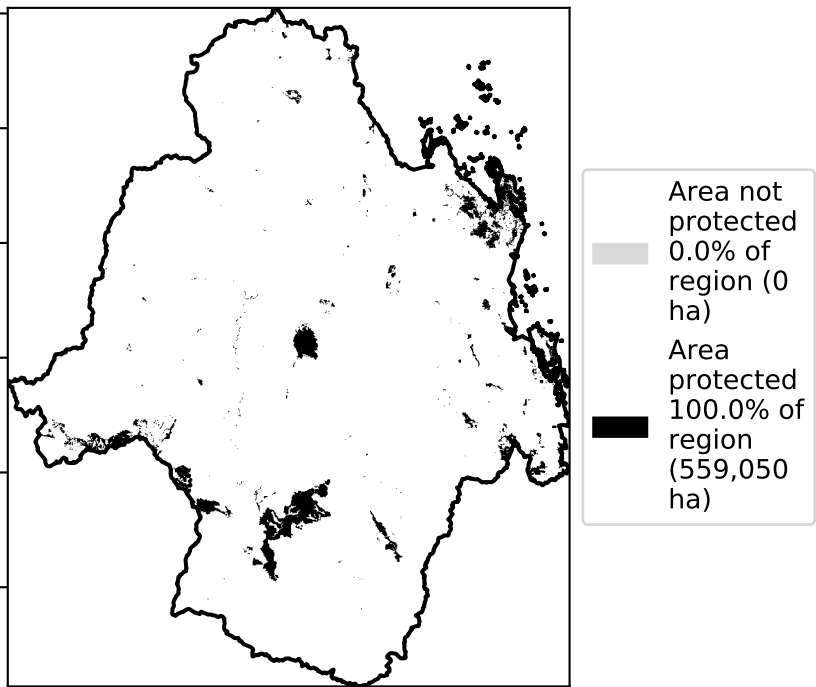 Area not
protected
0.0% of
region (0
ha)
Area
protected
100.0% of
region
(559,050
ha)